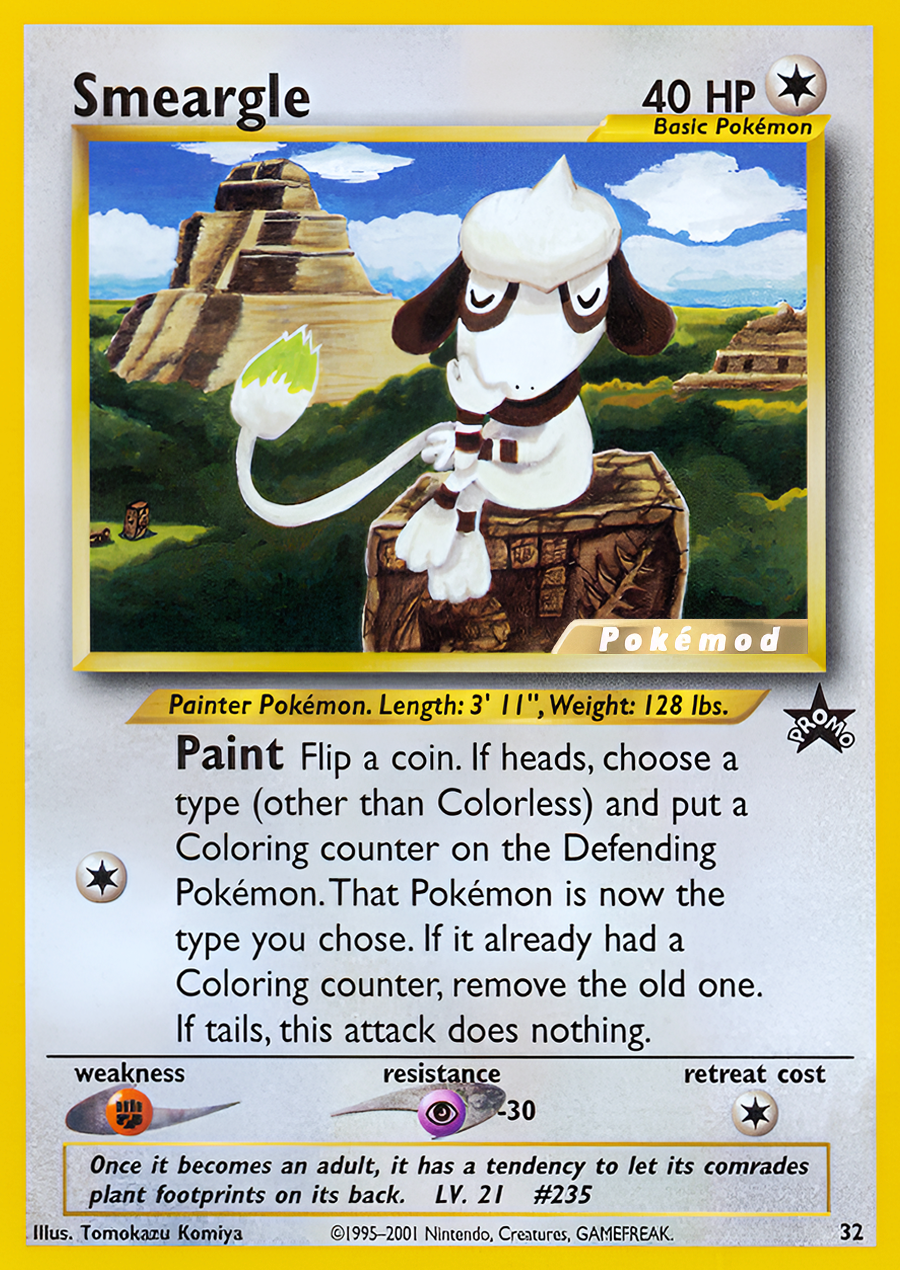 Smeargle
40 HP
Basic Pokémon
Pokémod
Painter Pokémon. Length: 3' 11", Weight: 128 lbs.
PROMO
Paint Flip a coin. If heads, choose a
type (other than Colorless) and put a
Coloring counter on the Defending
Pokémon. That Pokémon is now the
type you chose. If it already had a
Coloring counter, remove the old one.
If tails, this attack does nothing.
weakness
resistance
retreat cost
-30
Once it becomes an adult, it has a tendency to let its comrades
plant footprints on its back. LV. 21 #235
Illus. Tomokazu Komiya
©1995–2001 Nintendo, Creatures, GAMEFREAK.
32